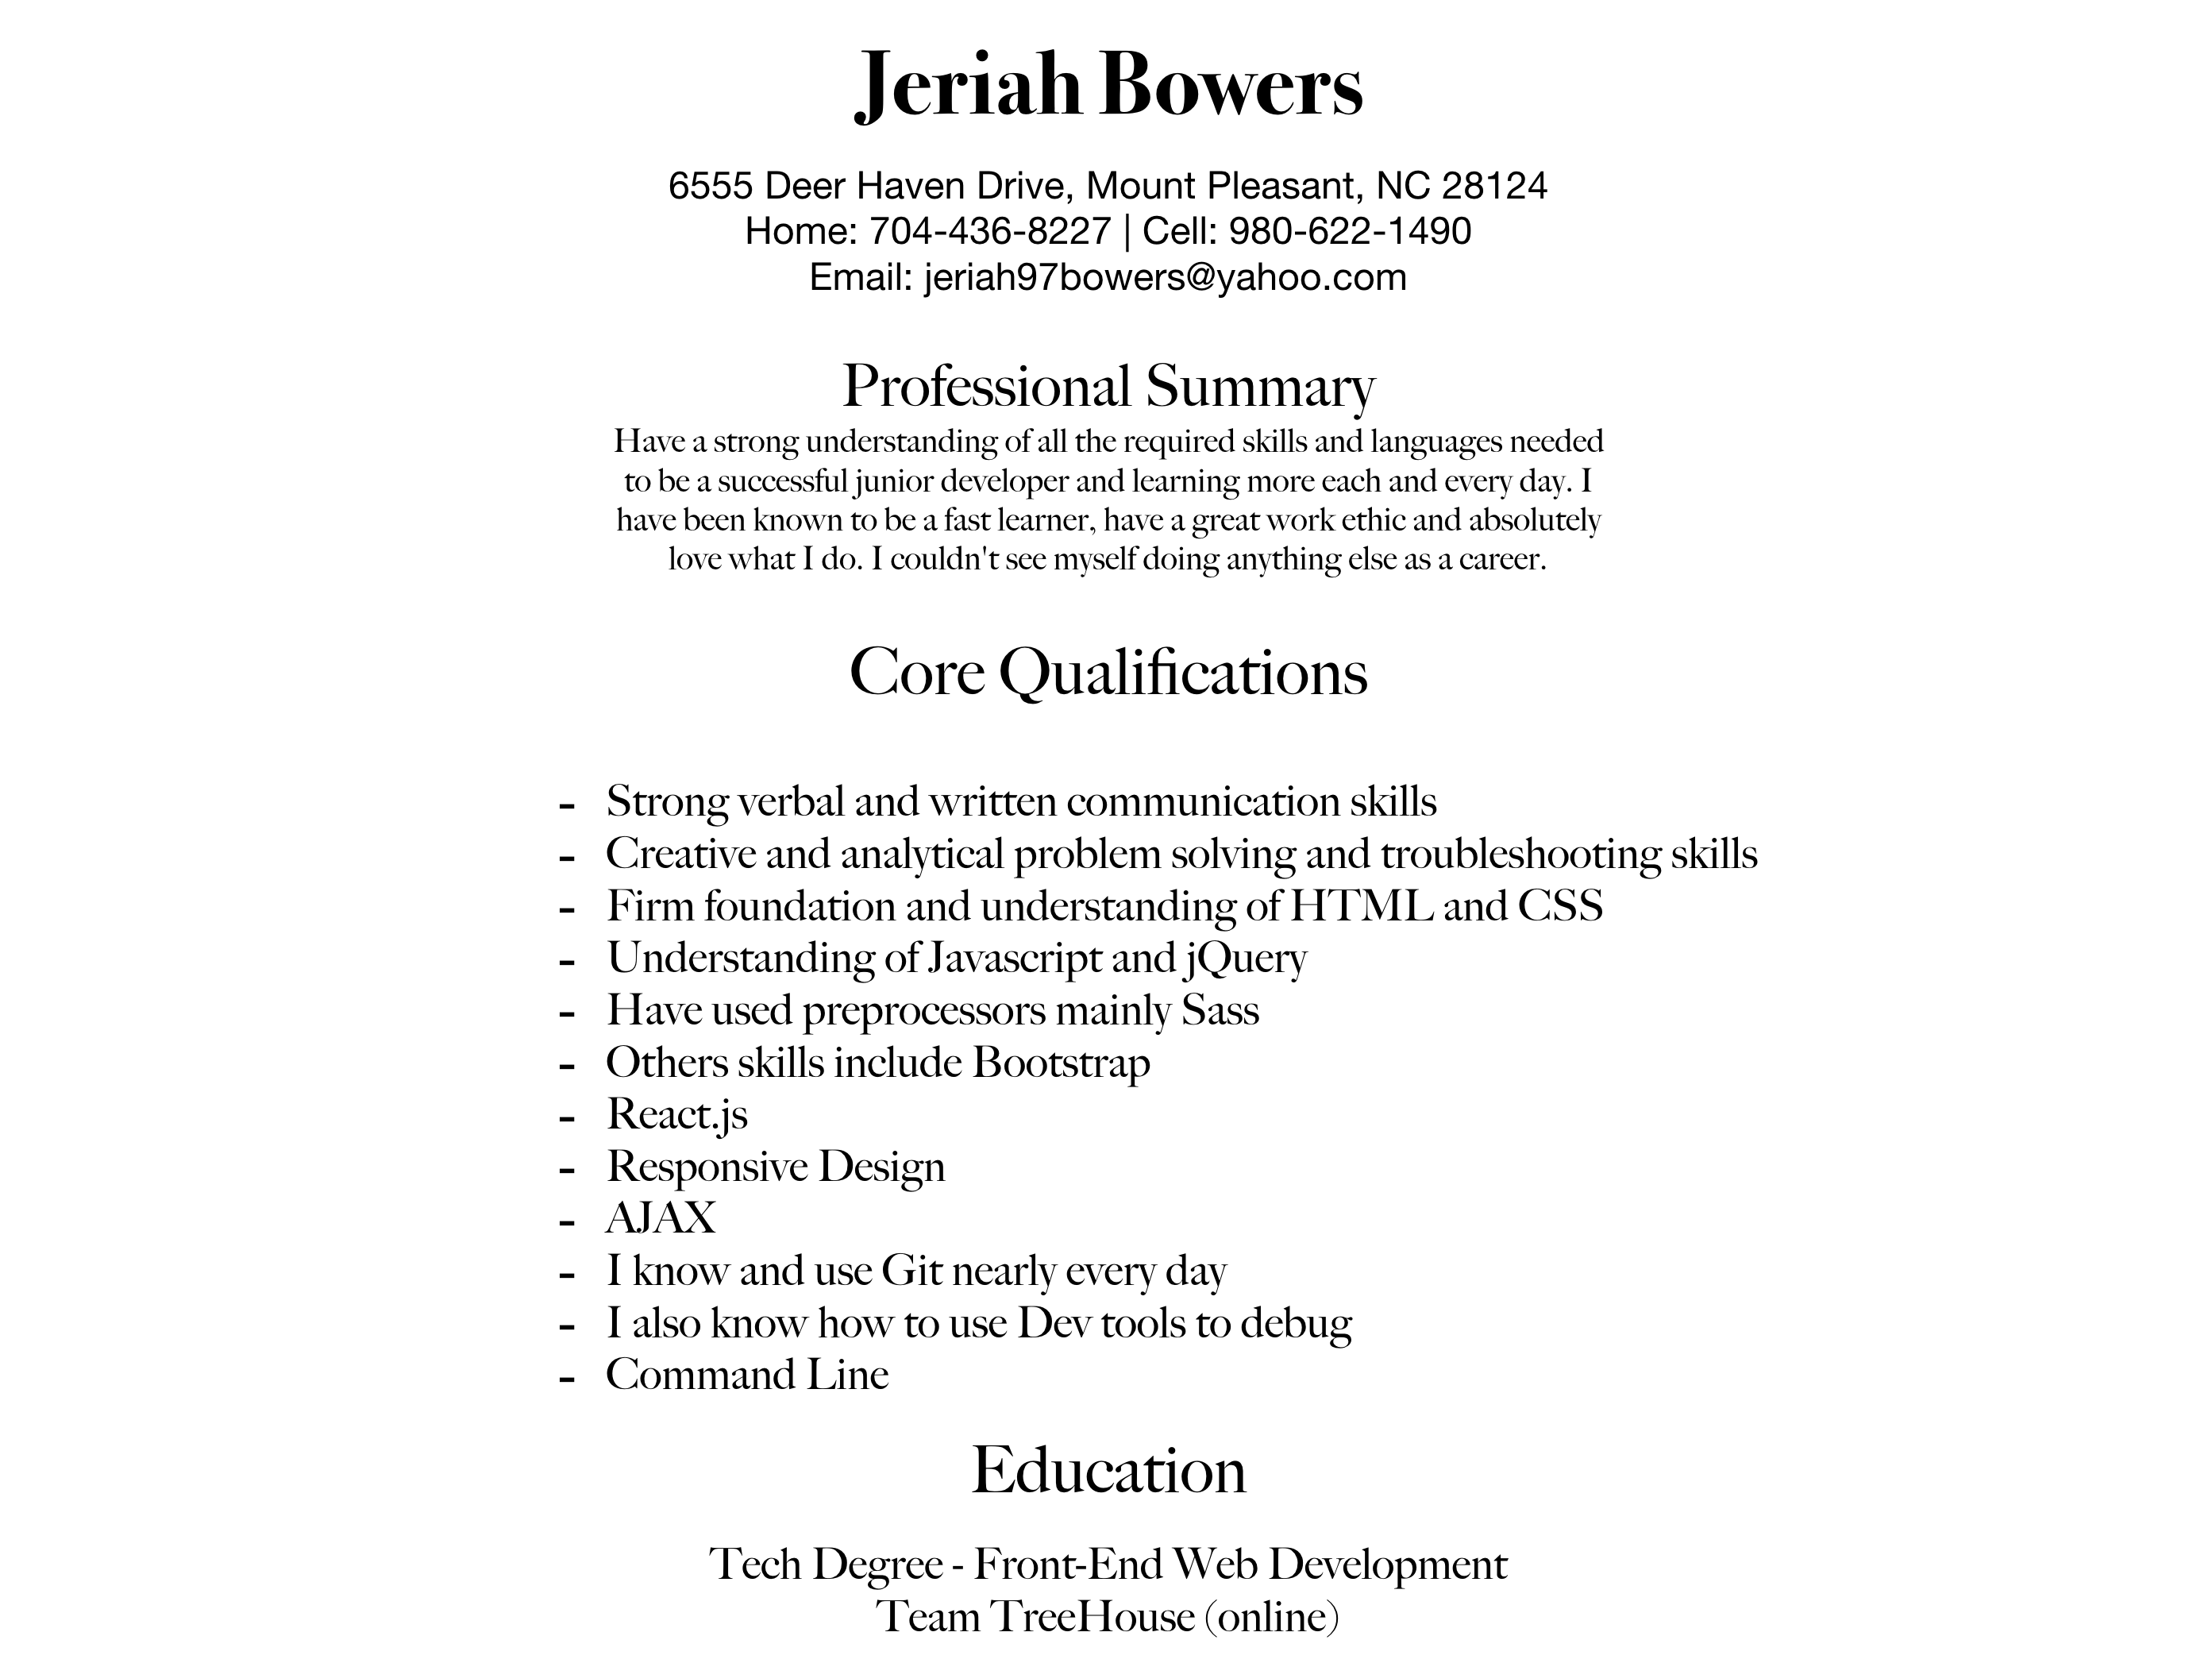 Jeriah Bowers
6555 Deer Haven Drive, Mount Pleasant, NC 28124
Home: 704-436-8227 | Cell: 980-622-1490
Email: jeriah97bowers@yahoo.com
Professional Summary
Have a strong understanding of all the required skills and languages needed
to be a successful junior developer and learning more each and every day. I
have been known to be a fast learner, have a great work ethic and absolutely
love what I do. I couldn't see myself doing anything else as a career.
Core Qualifications
- Strong verbal and written communication skills
- Creative and analytical problem solving and troubleshooting skills
- Firm foundation and understanding of HTML and CSS
- Understanding of Javascript and jQuery
- Have used preprocessors mainly Sass
- Others skills include Bootstrap
- React.js
- Responsive Design
- AJAX
- I know and use Git nearly every day
- I also know how to use Dev tools to debug
- Command Line
Education
Tech Degree - Front-End Web Development
Team TreeHouse (online)